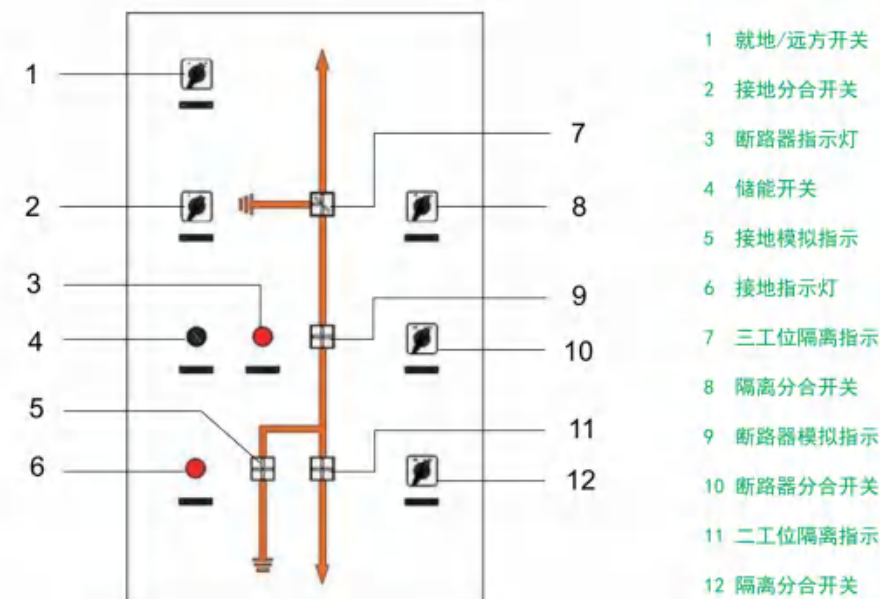 1
2
3
4
5
6
7
8
9
10
11
12
1 就地/远方开关
2 接地分合开关
3 断路器指示灯
4 储能开关
5 接地模拟指示
6 接地指示灯
7 三工位隔离指示
8 隔离分合开关
9 断路器模拟指示
10 断路器分合开关
11 二工位隔离指示
12 隔离分合开关